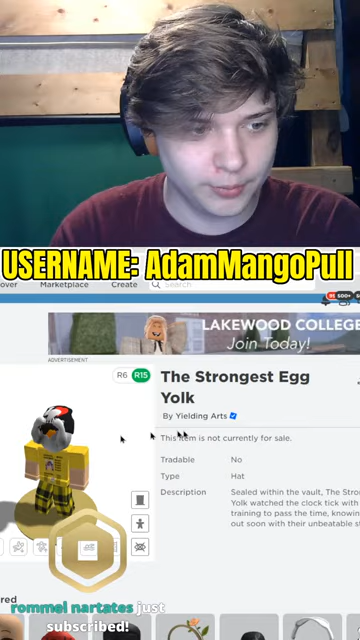 USERNAME: AdamMangoPull
Marketplace
Create
Search
95
500+
LAKEWOOD COLLEG
Join Today!
ADVERTISEMENT
R6
R15
The Strongest Egg
Yolk
By Yielding Arts
This item is not currently for sale.
Tradable
No
Type
Hat
Description
Sealed within the vault, The Stro
Yolk watched the clock tick with
training to pass the time, knowin
out soon with their unbeatable st
rommel nartates just
subscribed!